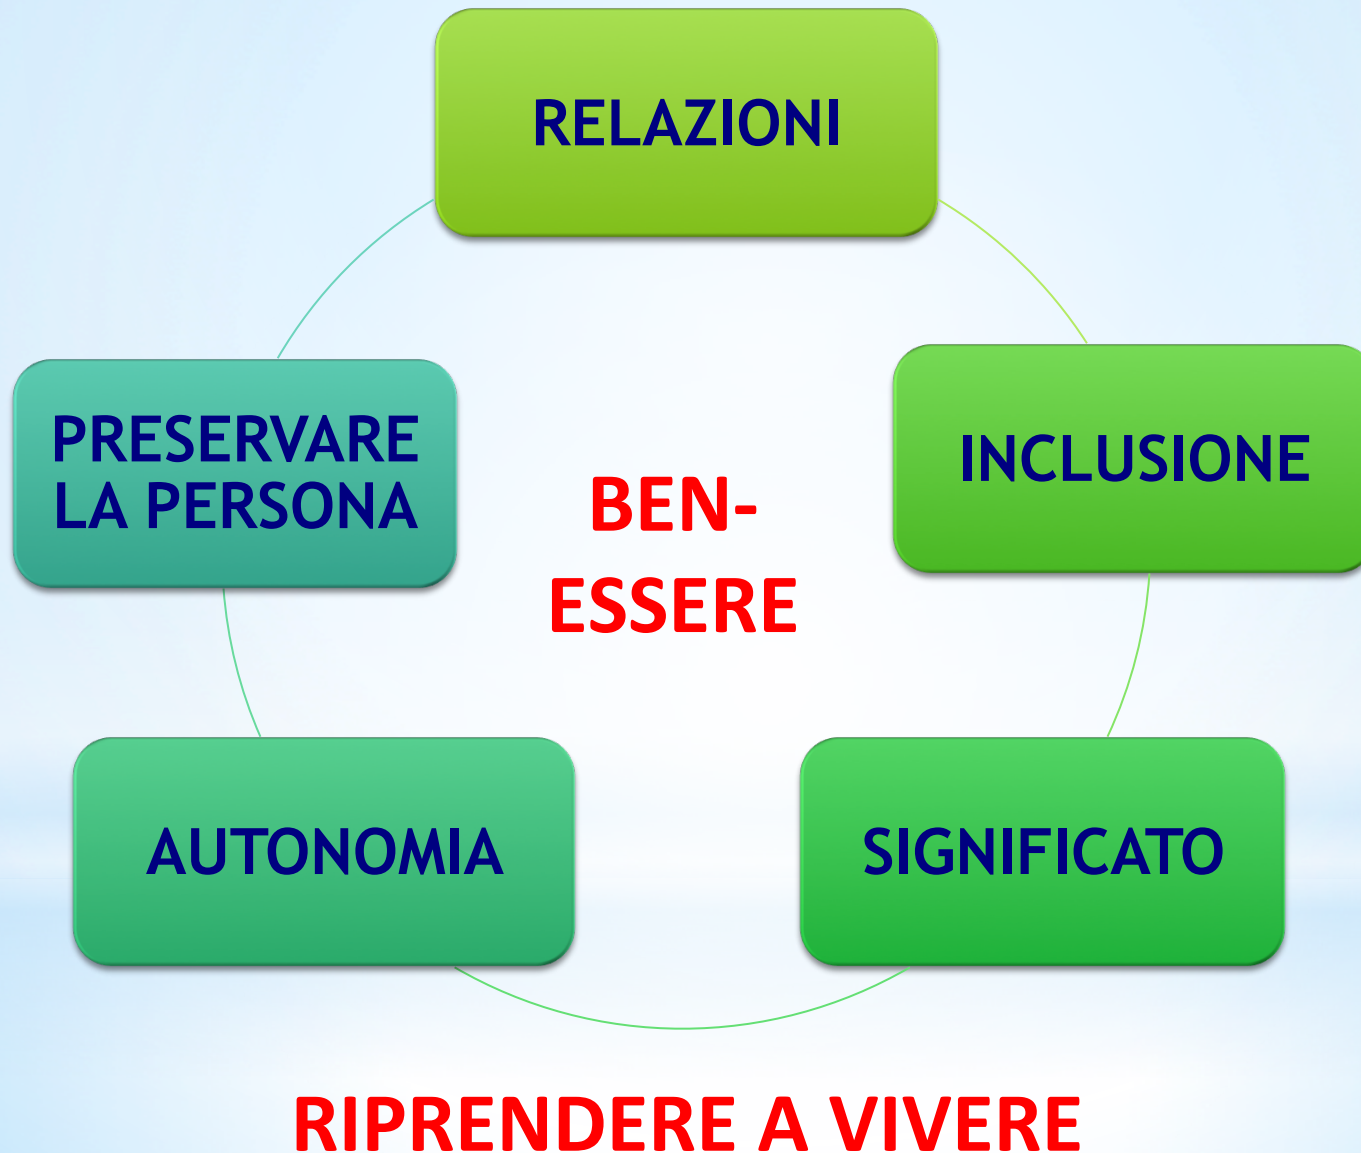 RELAZIONI
PRESERVARE
LA PERSONA
INCLUSIONE
BEN-
ESSERE
AUTONOMIA
SIGNIFICATO
RIPRENDERE A VIVERE